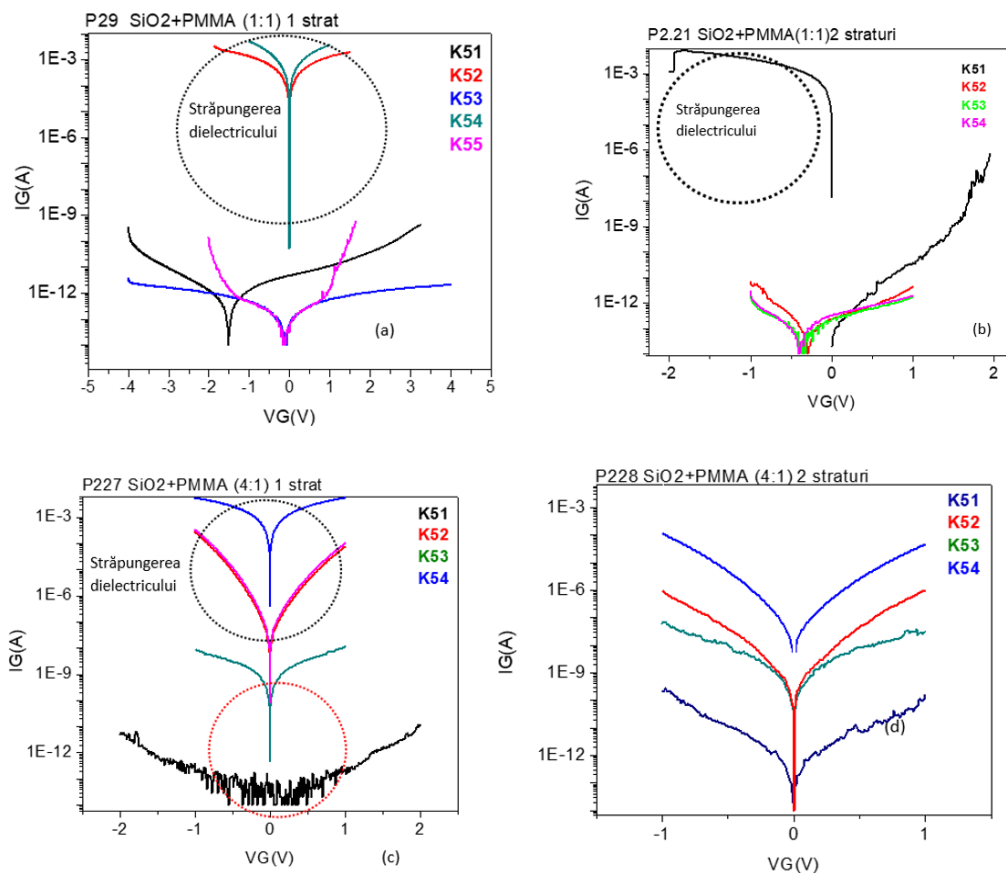 P29 SiO2+PMMA (1:1) 1 strat
1E-3
1E-6
1E-9
1E-12
IG(A)
Străpungerea
dielectricului
K51
K52
K53
K54
K55
(a)
-5 -4 -3 -2 -1 0 1 2 3 4 5
VG(V)
P2.21 SiO2+PMMA(1:1)2 straturi
1E-3
1E-6
1E-9
1E-12
IG(A)
Străpungerea
dielectricului
K51
K52
K53
K54
(b)
-2 -1 0 1 2
VG(V)
P227 SiO2+PMMA (4:1) 1 strat
1E-3
1E-6
1E-9
1E-12
IG(A)
Străpungerea
dielectricului
K51
K52
K53
K54
-2 -1 0 1 2
VG(V)
(c)
P228 SiO2+PMMA (4:1) 2 straturi
1E-3
1E-6
1E-9
1E-12
IG(A)
K51
K52
K53
K54
(d)
-1 0 1
VG(V)